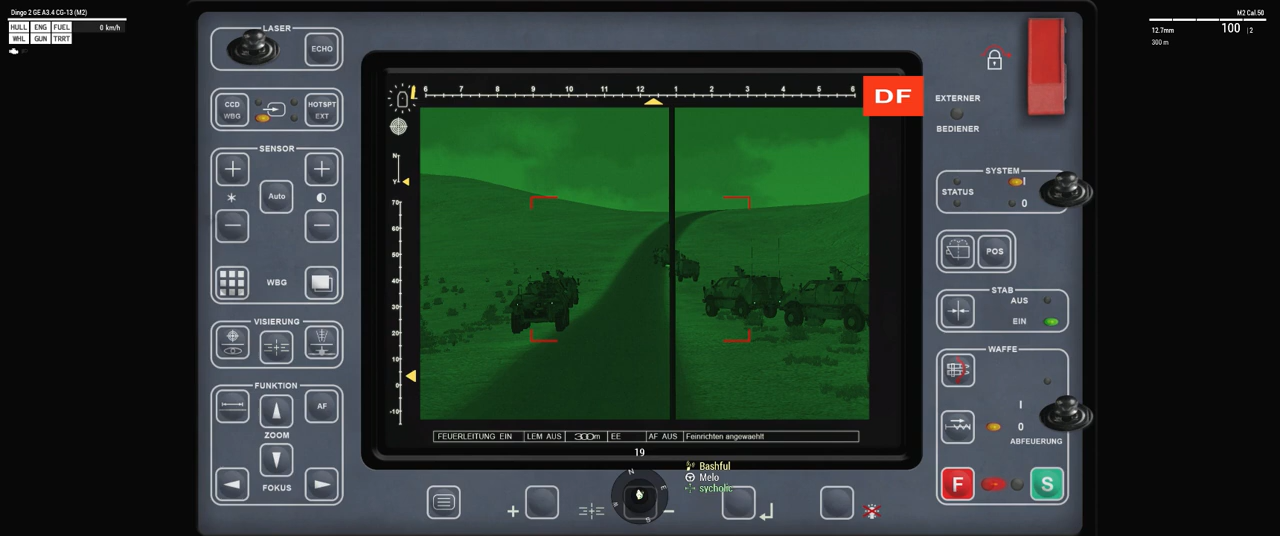 Dingo 2 GE A3.4 CG-13 (M2)
HULL ENG FUEL 0 km/h
WHL GUN TRRT
M2 Cal.50
12.7mm 100 |2
300 m
LASER
ECHO
CCD
WBG
HOTSPT
EXT
SENSOR
Auto
WBG
VISIERUNG
FUNKTION
AF
ZOOM
FOKUS
6 7 8 9 10 11 12 1 2 3 4 5 6
DF
N
Y
70
60
50
40
30
20
10
0
-10
FEUERLEITUNG EIN LEM AUS 300m EE AF AUS Feinrichten angewaehlt
19
Bashful
Melo
sycholic
N
E
S
EXTERNER
BEDIENER
SYSTEM
STATUS
I
0
POS
STAB
AUS
EIN
WAFFE
I
0
ABFEUERUNG
F S
+ −